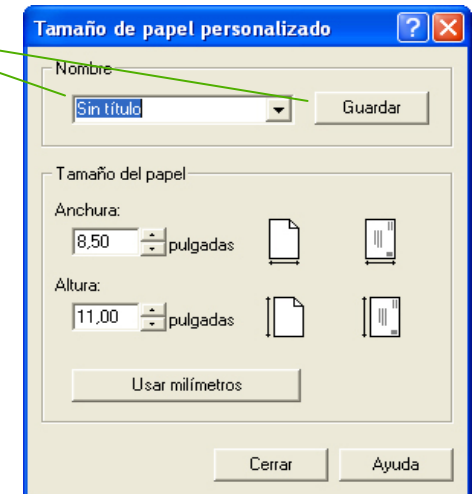 Tamaño de papel personalizado
Nombre
Sin título
Guardar
Tamaño del papel
Anchura:
8,50 pulgadas
Altura:
11,00 pulgadas
Usar milímetros
Cerrar Ayuda